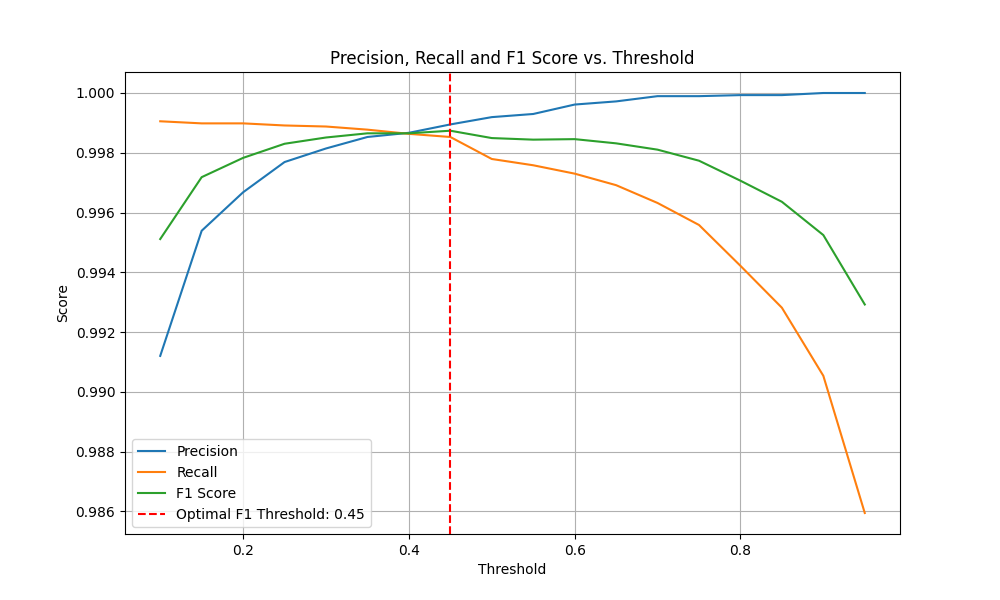 Precision, Recall and F1 Score vs. Threshold
1.000
0.998
0.996
0.994
0.992
0.990
0.988
0.986
Score
Precision
Recall
F1 Score
Optimal F1 Threshold: 0.45
0.2 0.4 0.6 0.8
Threshold